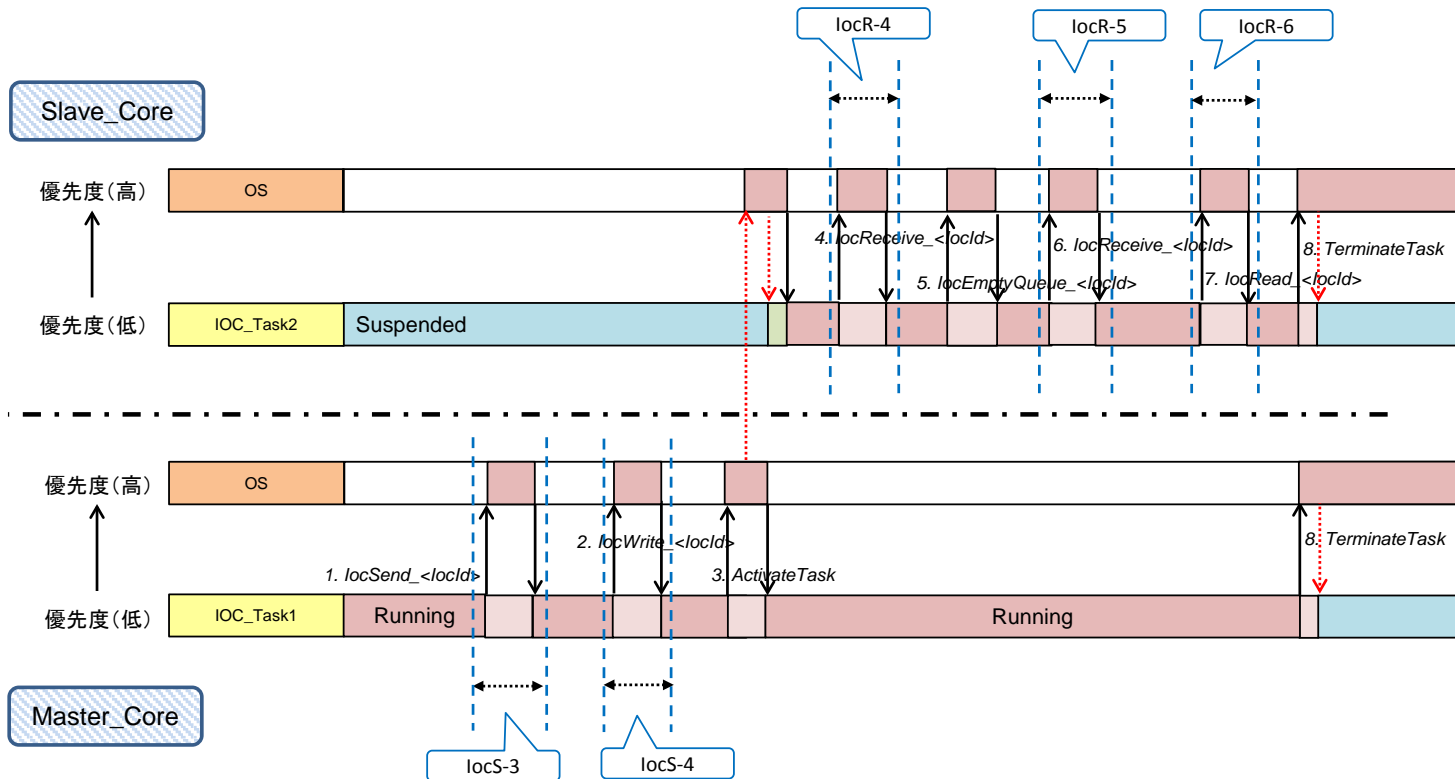 IocR-4
IocR-5
IocR-6
Slave_Core
優先度(高)
OS
4. IocReceive_<IocId>
6. IocReceive_<IocId>
8. TerminateTask
5. IocEmptyQueue_<IocId>
7. IocRead_<IocId>
優先度(低)
IOC_Task2
Suspended
優先度(高)
OS
2. IocWrite_<IocId>
8. TerminateTask
1. IocSend_<IocId>
3. ActivateTask
優先度(低)
IOC_Task1
Running
Running
Master_Core
IocS-3
IocS-4